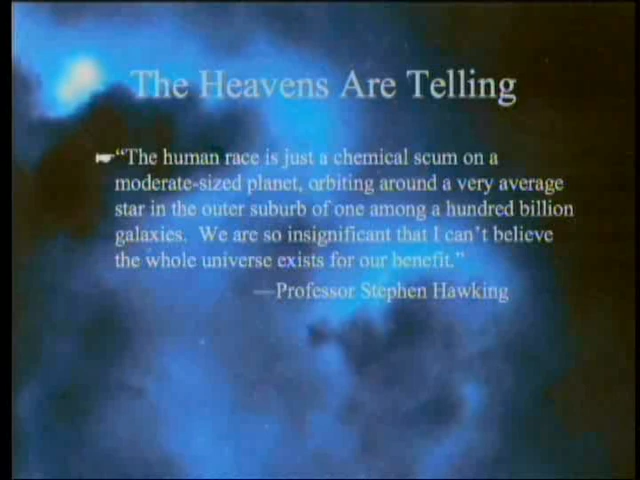 The Heavens Are Telling
☛“The human race is just a chemical scum on a
moderate-sized planet, orbiting around a very average
star in the outer suburb of one among a hundred billion
galaxies.  We are so insignificant that I can’t believe
the whole universe exists for our benefit.”
—Professor Stephen Hawking